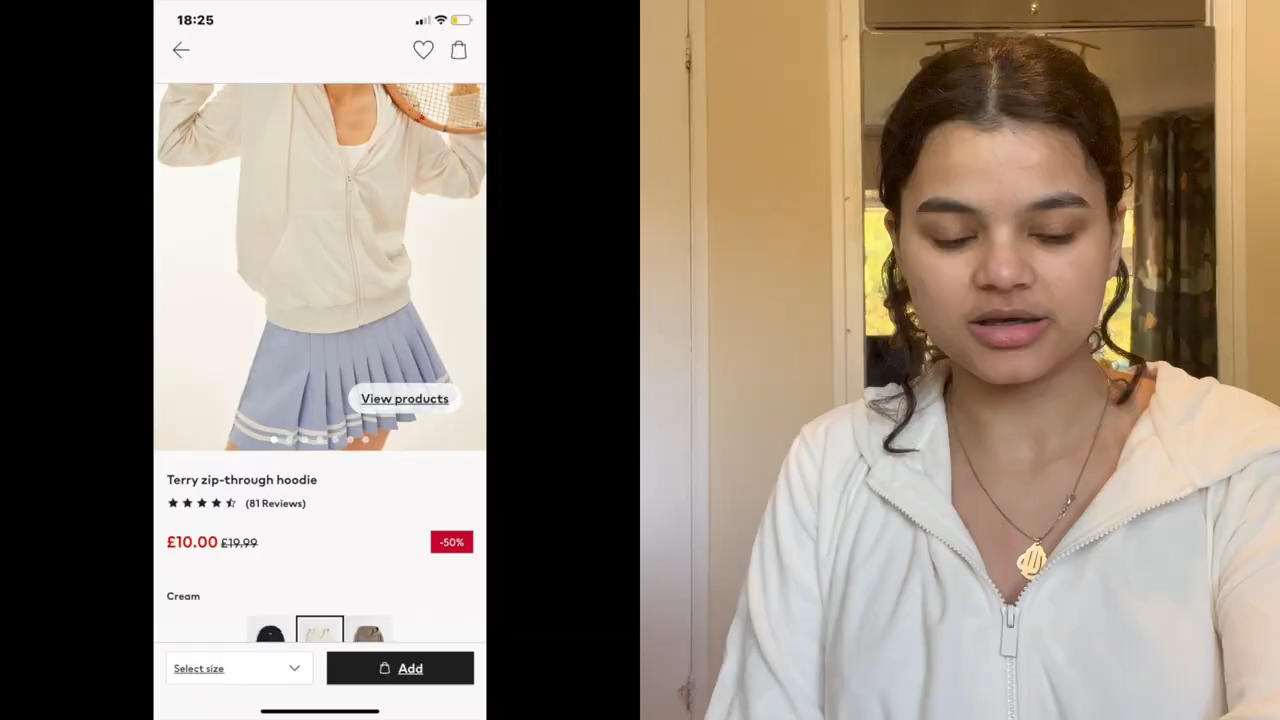 18:25
View products
Terry zip-through hoodie
(81 Reviews)
£10.00 £19.99
-50%
Cream
Select size
Add